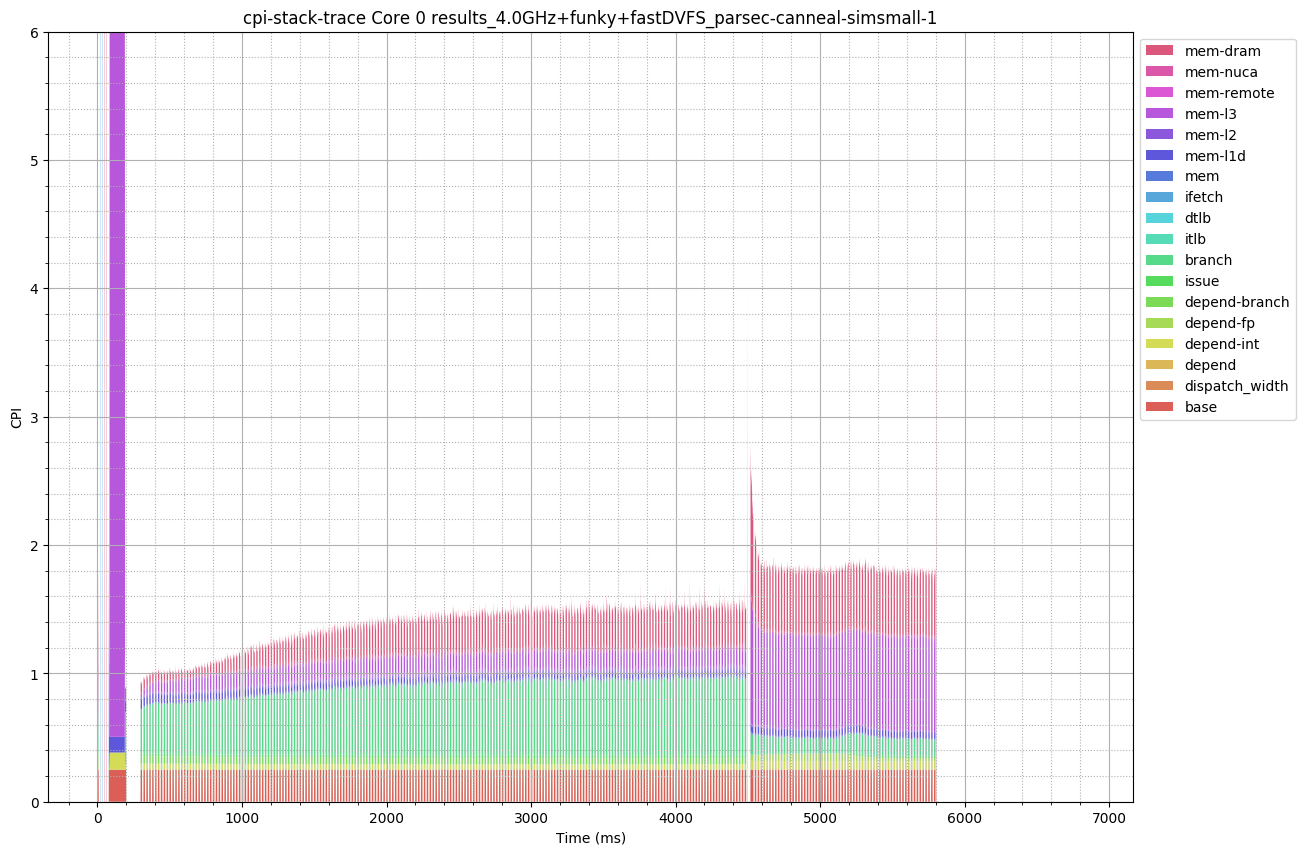 cpi-stack-trace Core 0 results_4.0GHz+funky+fastDVFS_parsec-canneal-simsmall-1
6
5
4
3
2
1
0
CPI
0 1000 2000 3000 4000 5000 6000 7000
Time (ms)
mem-dram
mem-nuca
mem-remote
mem-l3
mem-l2
mem-l1d
mem
ifetch
dtlb
itlb
branch
issue
depend-branch
depend-fp
depend-int
depend
dispatch_width
base